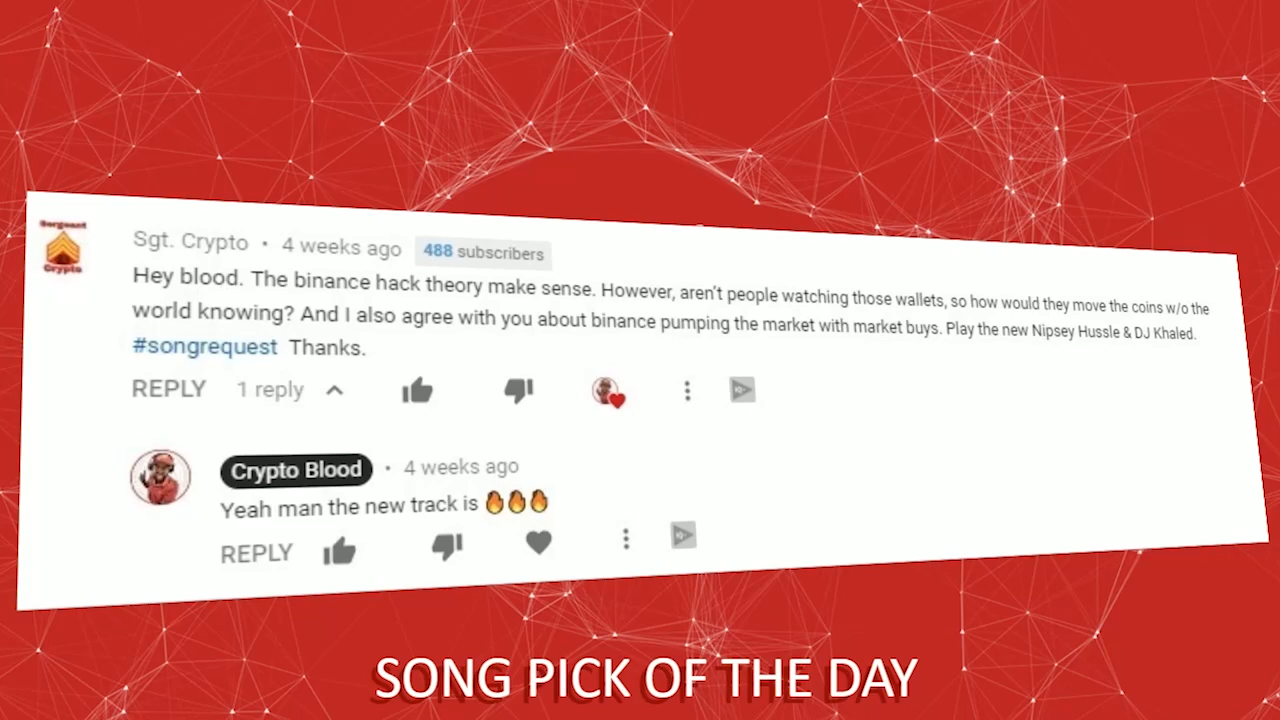 Sergeant
Crypto
Sgt. Crypto • 4 weeks ago 488 subscribers
Hey blood. The binance hack theory make sense. However, aren't people watching those wallets, so how would they move the coins w/o the
world knowing? And I also agree with you about binance pumping the market with market buys. Play the new Nipsey Hussle & DJ Khaled.
#songrequest Thanks.
REPLY 1 reply
Crypto Blood • 4 weeks ago
Yeah man the new track is 🔥🔥🔥
REPLY
SONG PICK OF THE DAY